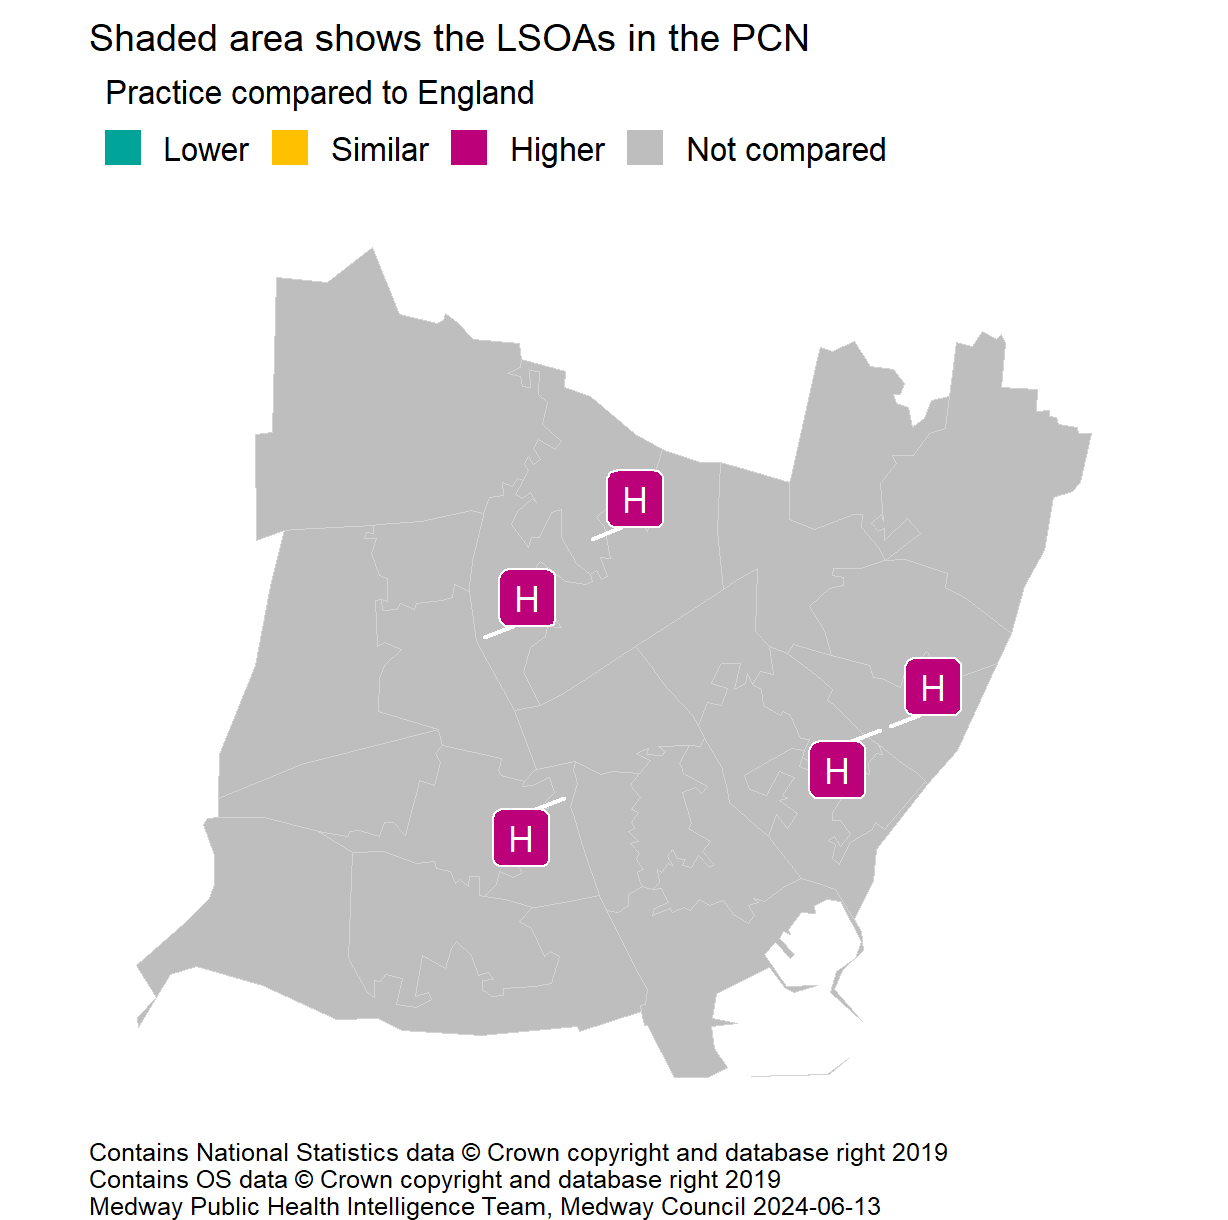 Shaded area shows the LSOAs in the PCN
Practice compared to England
Lower Similar Higher Not compared
H
H
H
H
H
Contains National Statistics data © Crown copyright and database right 2019
Contains OS data © Crown copyright and database right 2019
Medway Public Health Intelligence Team, Medway Council 2024-06-13